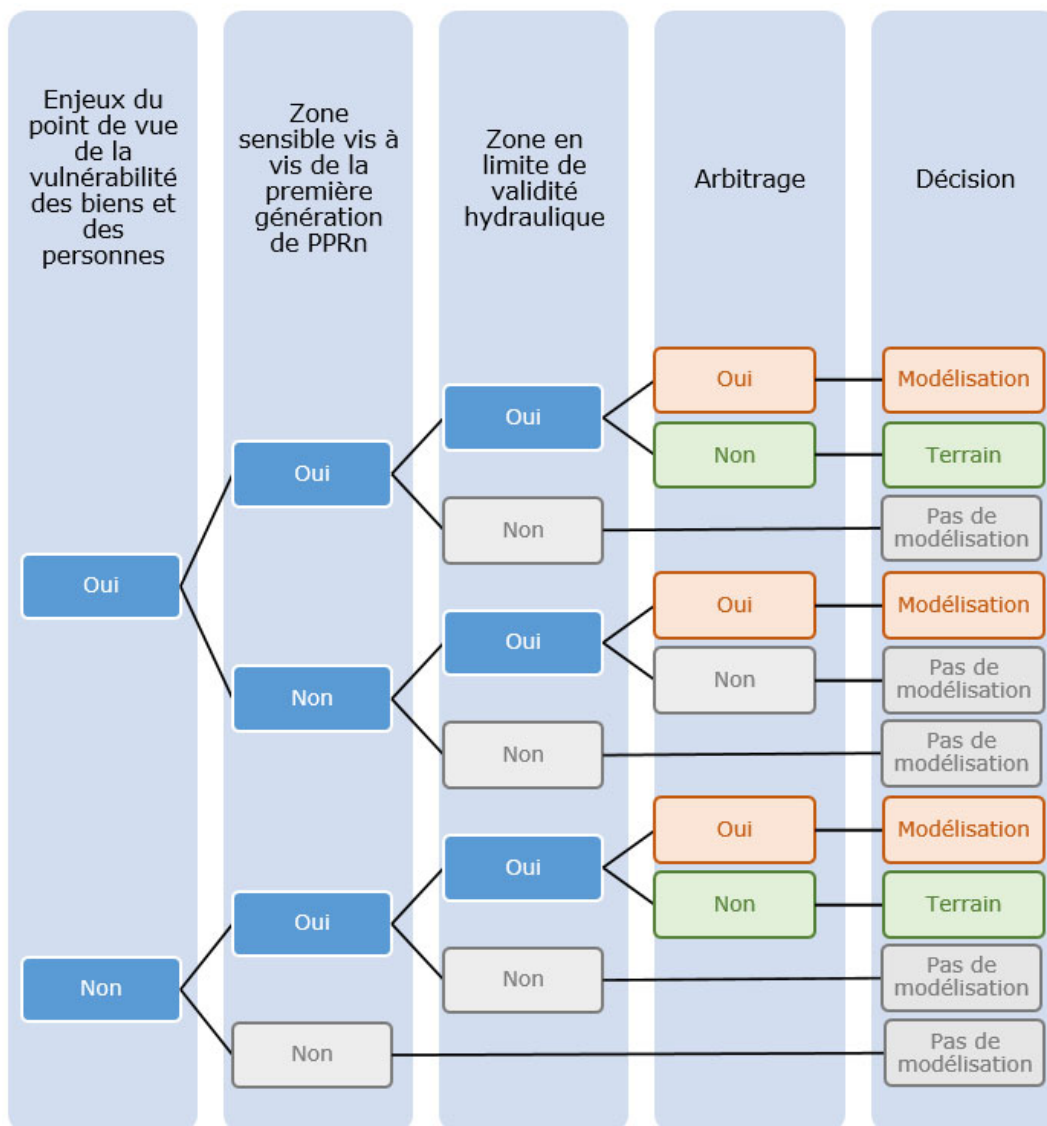 Enjeux du
point de vue
de la
vulnérabilité
des biens et
des
personnes
Zone
sensible vis à
vis de la
première
génération
de PPRn
Zone en
limite de
validité
hydraulique
Arbitrage
Décision
Oui
Modélisation
Oui
Non
Terrain
Oui
Non
Pas de
modélisation
Oui
Oui
Modélisation
Oui
Non
Pas de
modélisation
Non
Non
Pas de
modélisation
Oui
Modélisation
Oui
Non
Terrain
Oui
Non
Pas de
modélisation
Non
Non
Pas de
modélisation